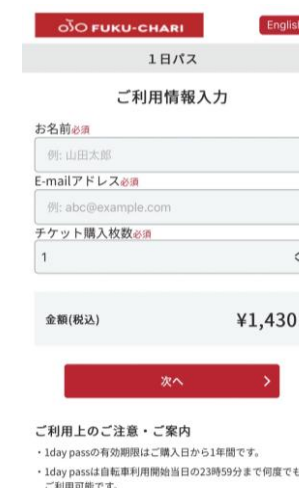 FUKU-CHARI
English
1日パス
ご利用情報入力
お名前必須
例: 山田太郎
E-mailアドレス必須
例: abc@example.com
チケット購入枚数必須
1
金額(税込) ¥1,430
次へ
ご利用上のご注意・ご案内
・1day passの有効期限はご購入日から1年間です。
・1day passは自転車利用開始当日の23時59分まで何度でも
ご利用可能です。